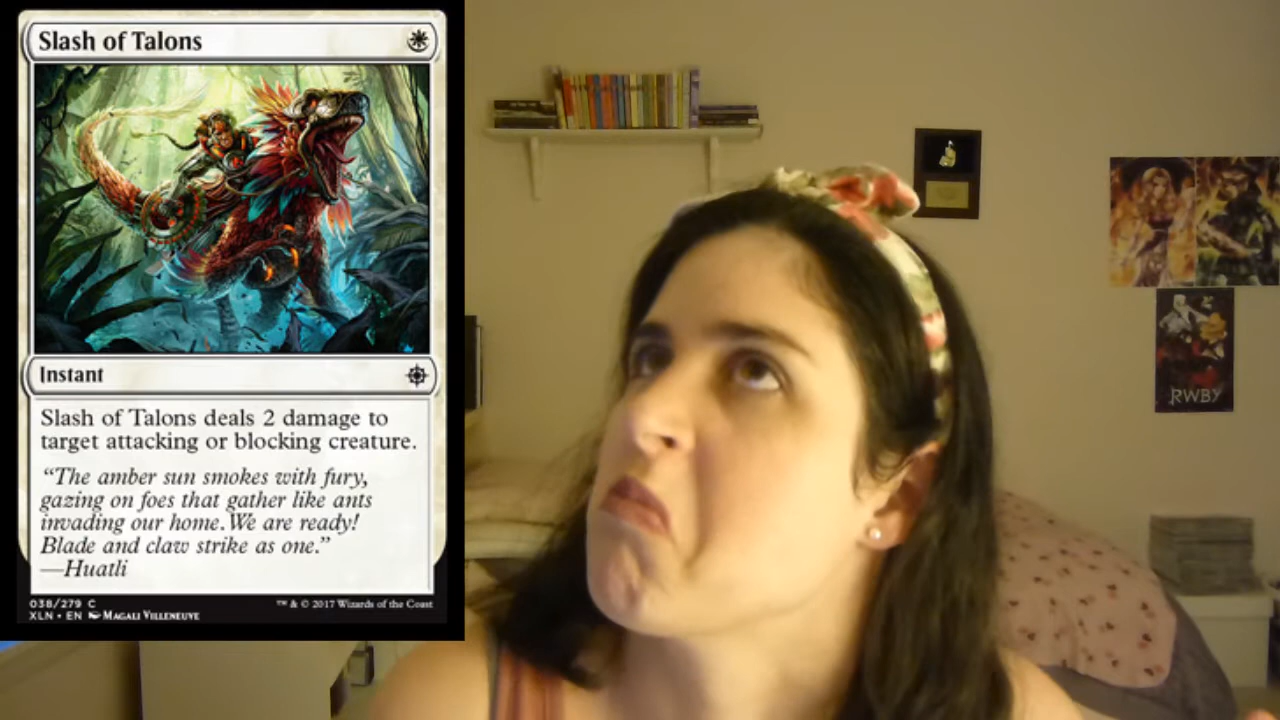 Slash of Talons
Instant
Slash of Talons deals 2 damage to
target attacking or blocking creature.
“The amber sun smokes with fury,
gazing on foes that gather like ants
invading our home. We are ready!
Blade and claw strike as one.”
—Huatli
038/279 C
™ & © 2017 Wizards of the Coast
XLN • EN Magali Villeneuve
RWBY